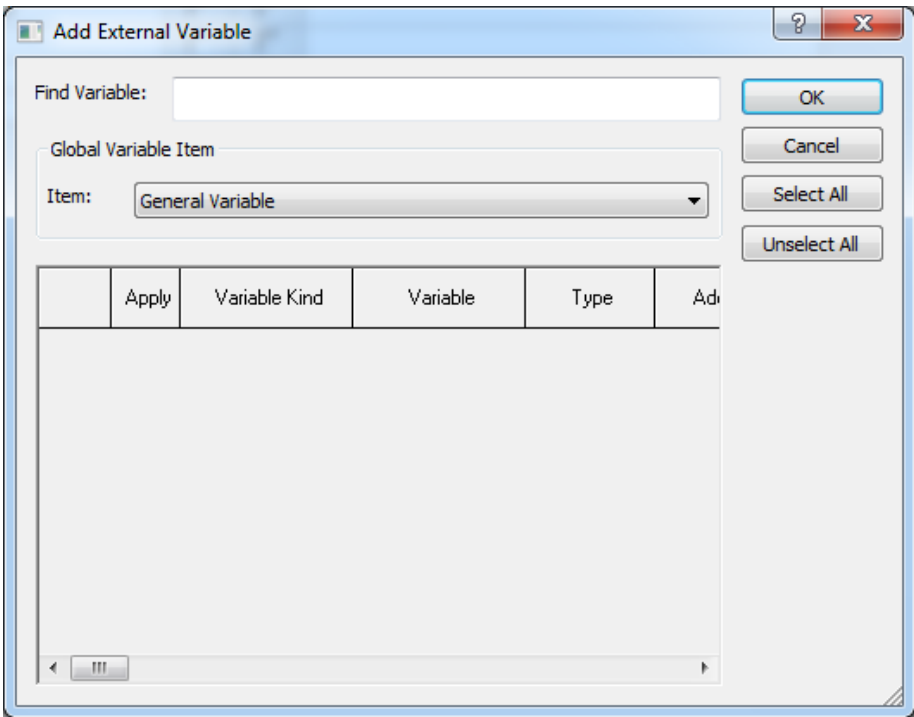 Add External Variable
Find Variable:
OK
Global Variable Item
Cancel
Item:
General Variable
Select All
Unselect All
Apply Variable Kind Variable Type